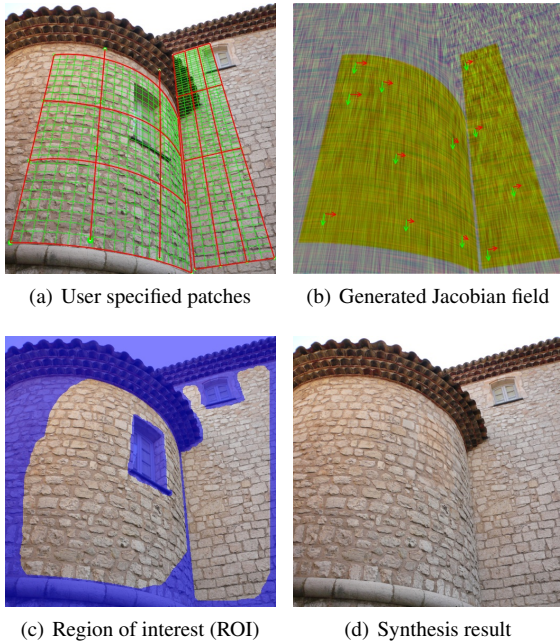 (a) User specified patches
(b) Generated Jacobian field
(c) Region of interest (ROI)
(d) Synthesis result